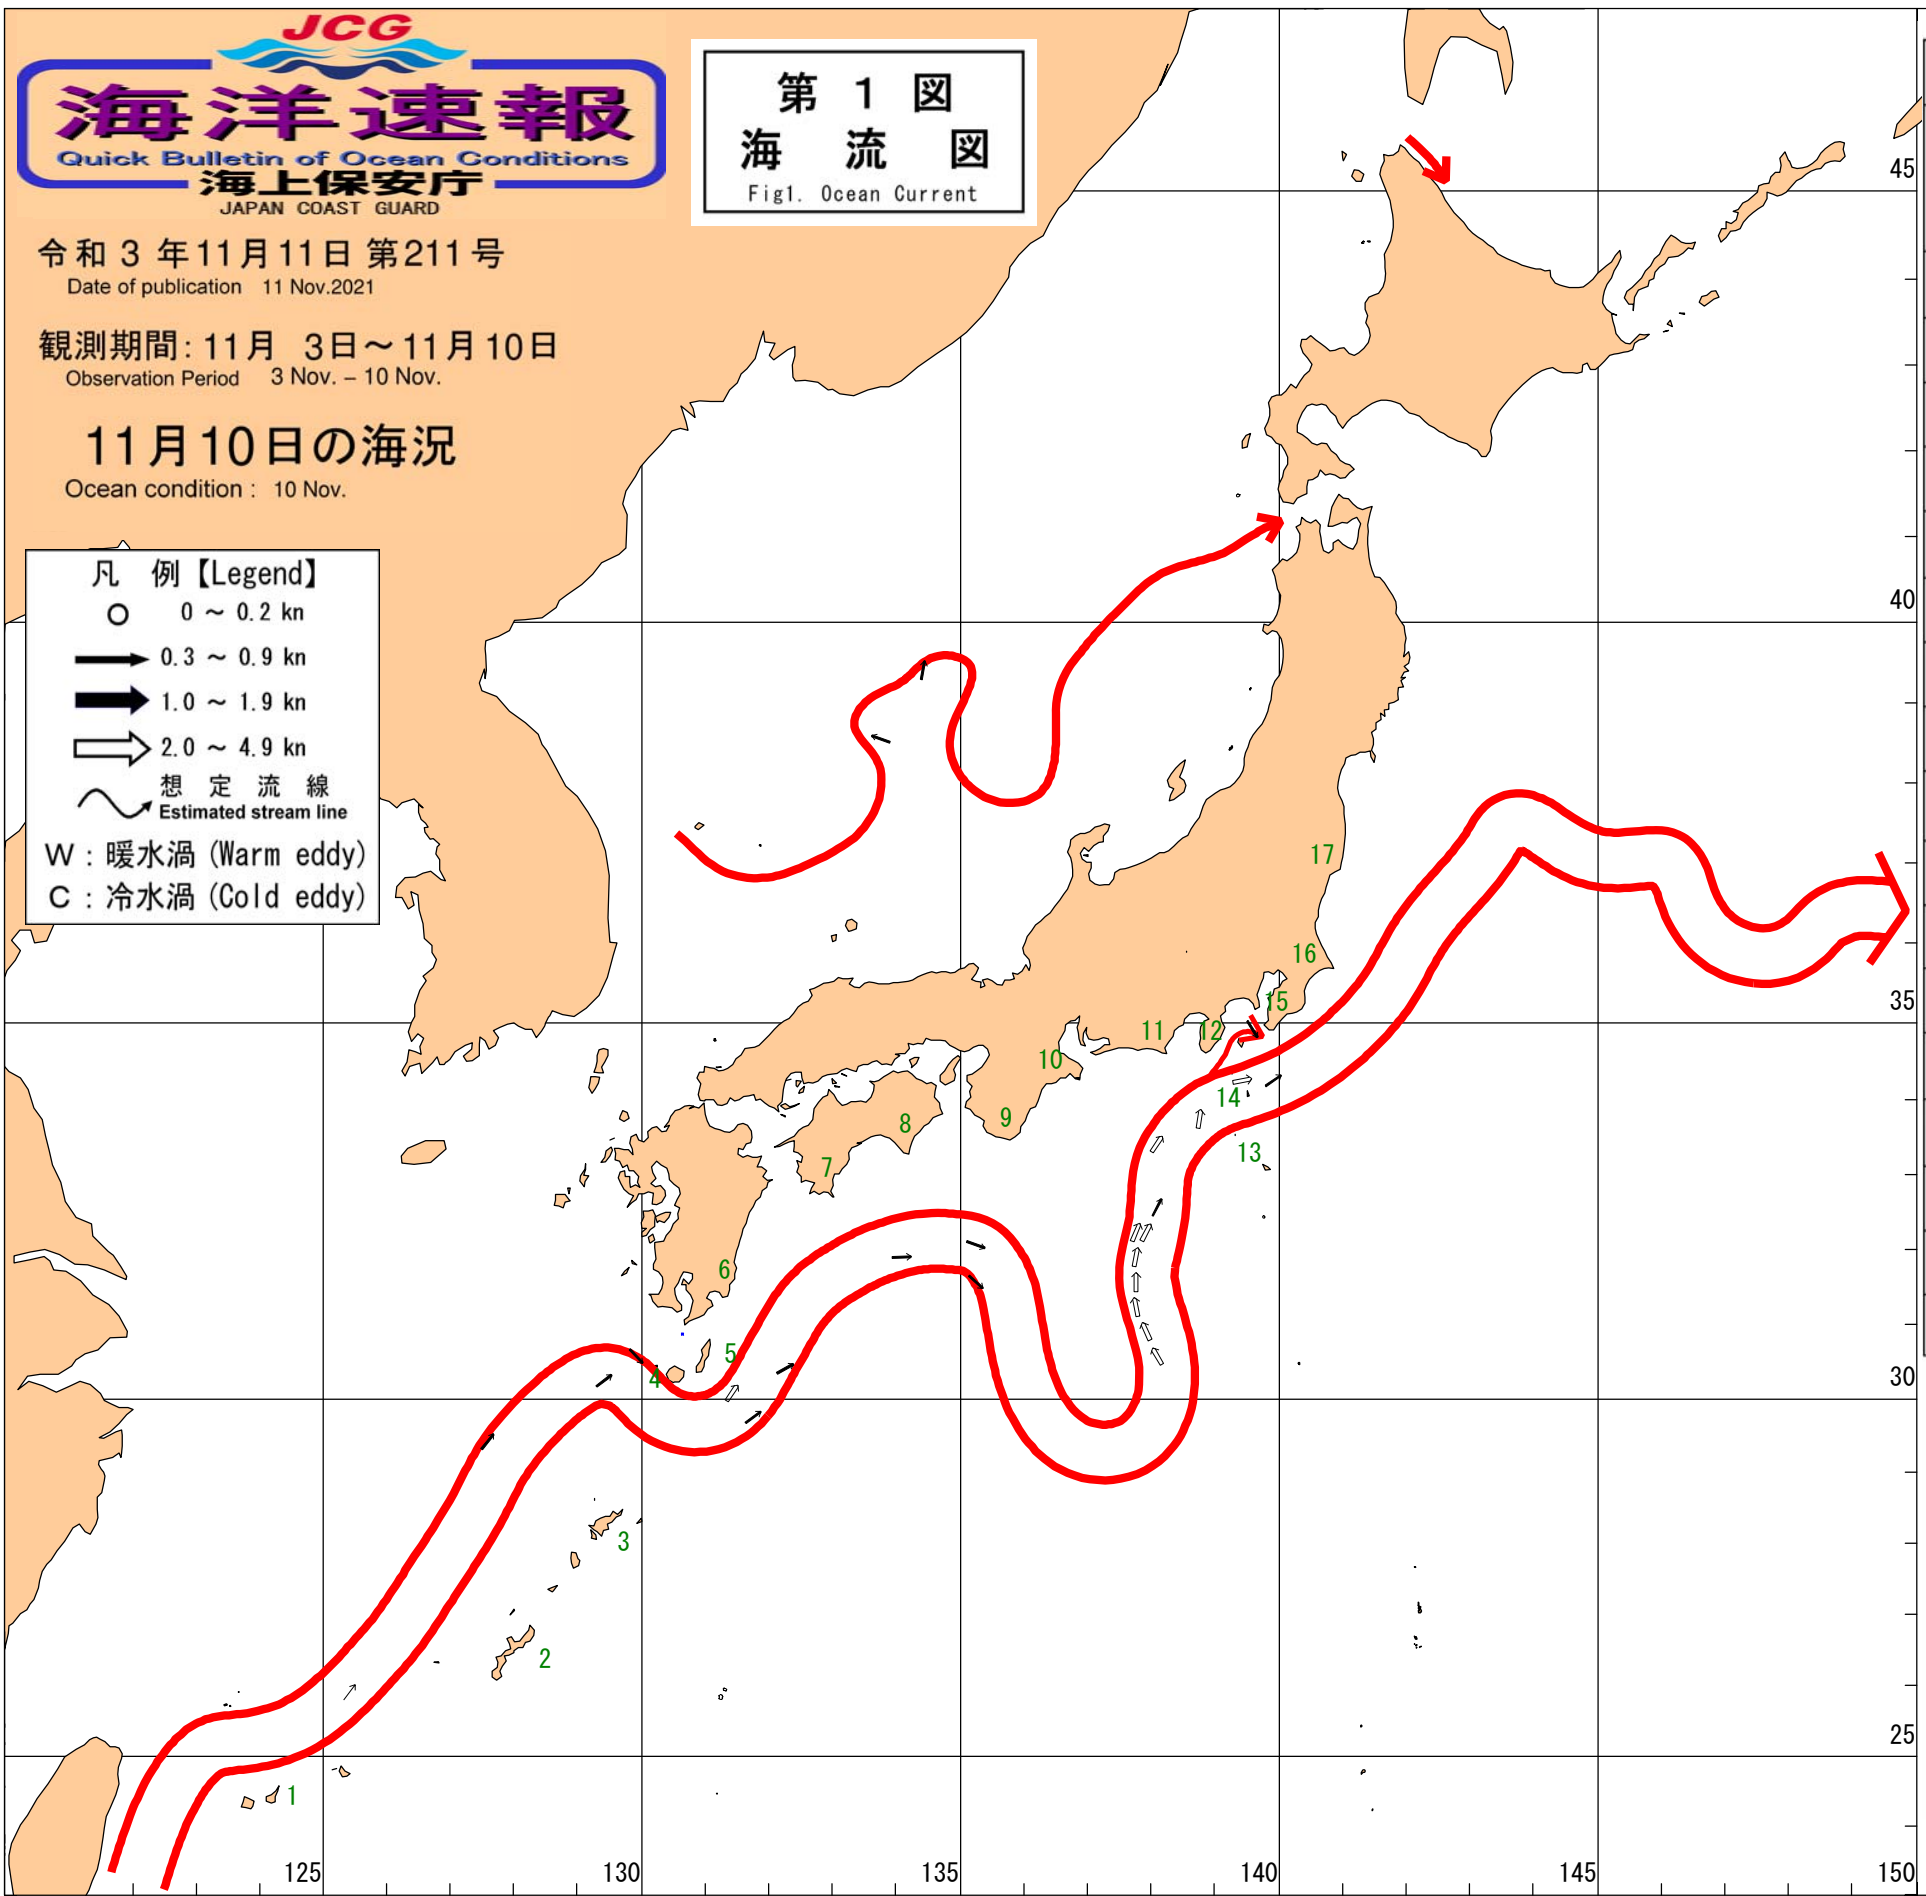 JCG
海洋速報
Quick Bulletin of Ocean Conditions
海上保安庁
JAPAN COAST GUARD
第 1 図
海 流 図
Fig1. Ocean Current
令和 3 年11月11日 第211号
Date of publication 11 Nov.2021
観測期間: 11月 3日～11月10日
Observation Period 3 Nov. – 10 Nov.
11月10日の海況
Ocean condition : 10 Nov.
凡 例【Legend】
0 ～ 0.2 kn
0.3 ～ 0.9 kn
1.0 ～ 1.9 kn
2.0 ～ 4.9 kn
想 定 流 線
Estimated stream line
W : 暖水渦 (Warm eddy)
C : 冷水渦 (Cold eddy)
45
40
17
16
35
15
12
11
10
14
9
8
13
7
6
5
4
30
3
2
25
1
125
130
135
140
145
150